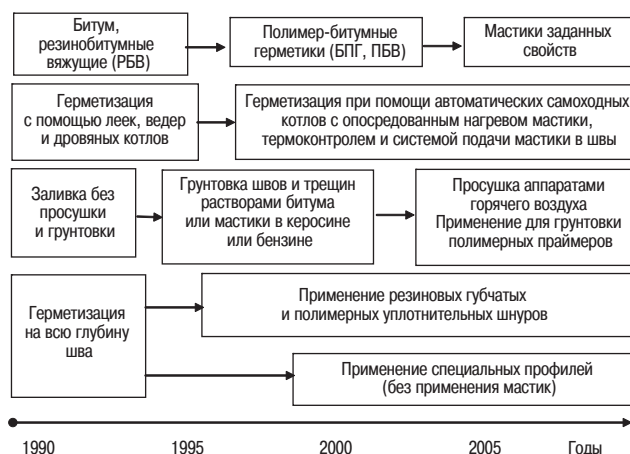 Битум,
резинобитумные
вяжущие (РБВ)
Полимер-битумные
герметики (БПГ, ПБВ)
Мастики заданных
свойств
Герметизация
с помощью леек, ведер
и дровяных котлов
Герметизация при помощи автоматических самоходных
котлов с опосредованным нагревом мастики,
термоконтролем и системой подачи мастики в швы
Заливка без
просушки
и грунтовки
Грунтовка швов и трещин
растворами битума
или мастики в керосине
или бензине
Просушка аппаратами
горячего воздуха
Применение для грунтовки
полимерных праймеров
Герметизация
на всю глубину
шва
Применение резиновых губчатых
и полимерных уплотнительных шнуров
Применение специальных профилей
(без применения мастик)
1990 1995 2000 2005 Годы